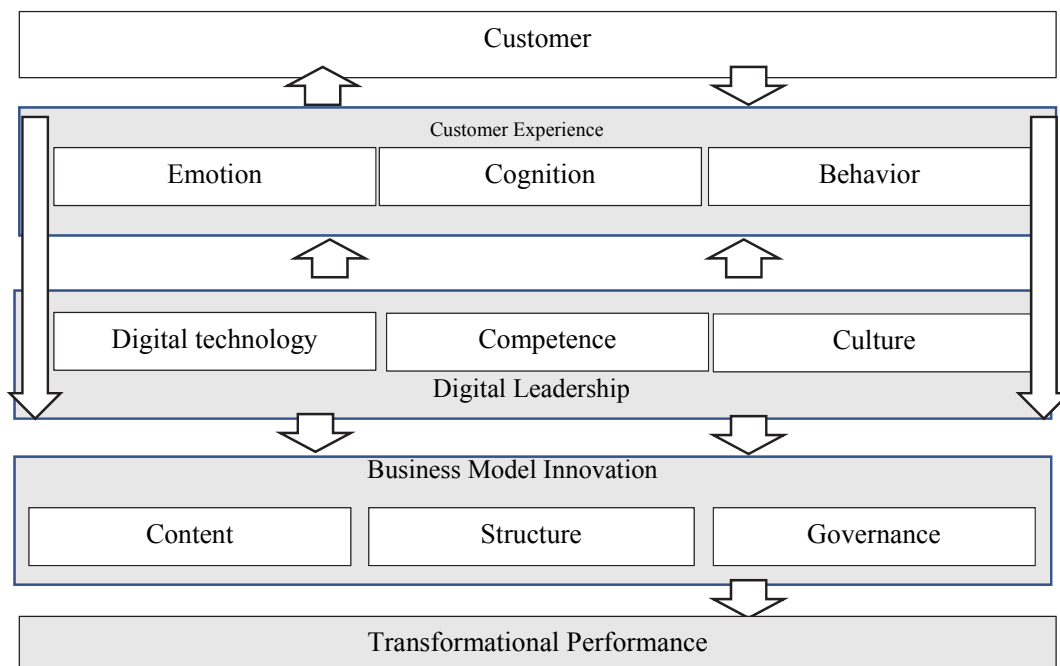 Customer
Customer Experience
Emotion
Cognition
Behavior
Digital technology
Competence
Culture
Digital Leadership
Business Model Innovation
Content
Structure
Governance
Transformational Performance